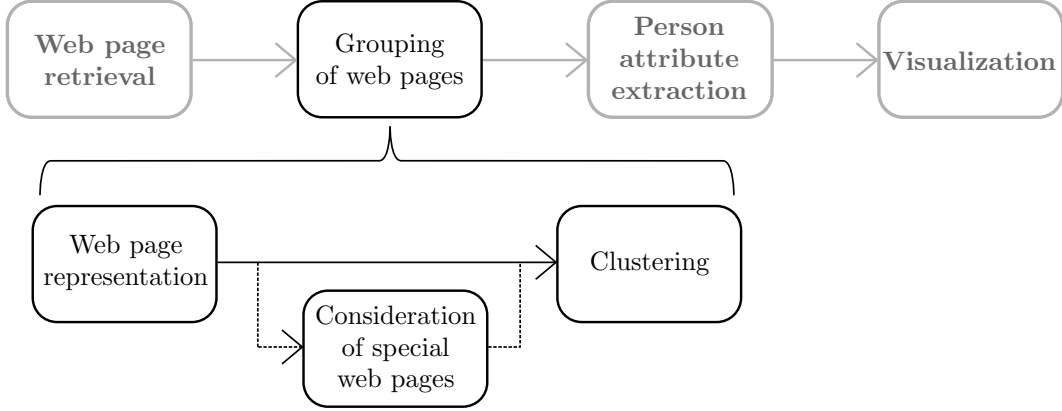 Web page
retrieval
Grouping
of web pages
Person
attribute
extraction
Visualization
Web page
representation
Consideration
of special
web pages
Clustering